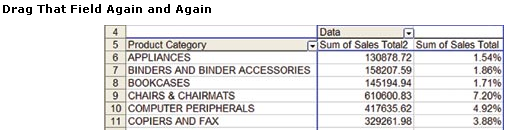 Drag That Field Again and Again
4 Data
5 Product Category Sum of Sales Total2 Sum of Sales Total
6 APPLIANCES 130878.72 1.54%
7 BINDERS AND BINDER ACCESSORIES 158207.59 1.86%
8 BOOKCASES 145194.94 1.71%
9 CHAIRS & CHAIRMATS 610600.83 7.20%
10 COMPUTER PERIPHERALS 417635.62 4.92%
11 COPIERS AND FAX 329261.98 3.88%